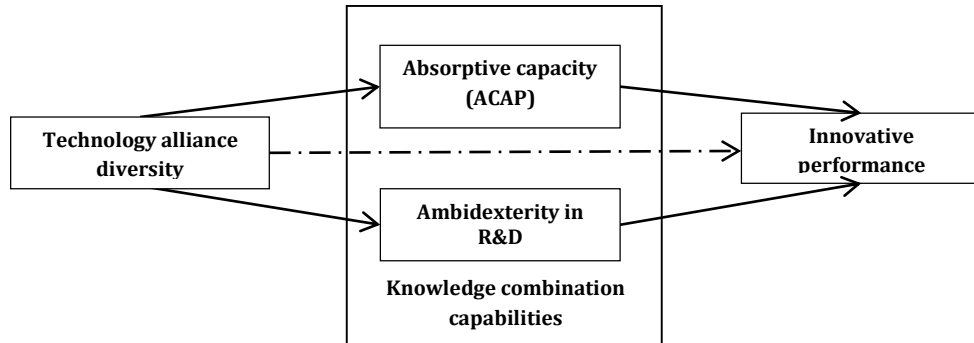 Absorptive capacity
(ACAP)
Technology alliance
diversity
Innovative
performance
Ambidexterity in
R&D
Knowledge combination
capabilities